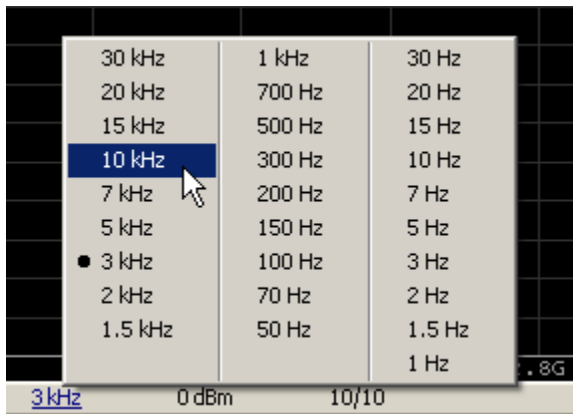 30 kHz
20 kHz
15 kHz
10 kHz
7 kHz
5 kHz
3 kHz
2 kHz
1.5 kHz
1 kHz
700 Hz
500 Hz
300 Hz
200 Hz
150 Hz
100 Hz
70 Hz
50 Hz
30 Hz
20 Hz
15 Hz
10 Hz
7 Hz
5 Hz
3 Hz
2 Hz
1.5 Hz
1 Hz
.8G
3 kHz 0 dBm 10/10